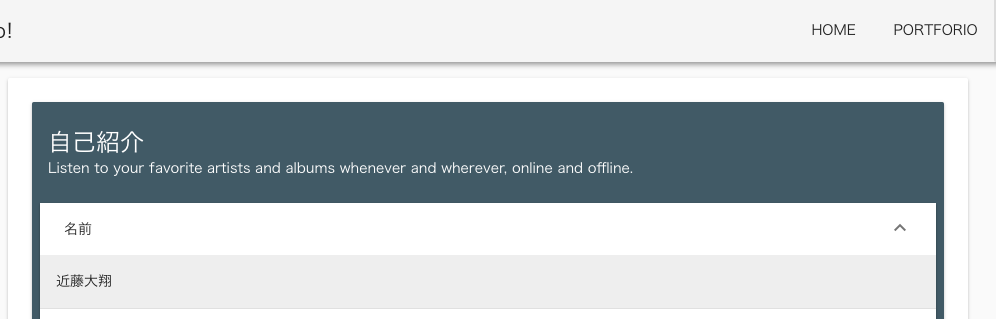 o!
HOME
PORTFORIO
自己紹介
Listen to your favorite artists and albums whenever and wherever, online and offline.
名前
近藤大翔